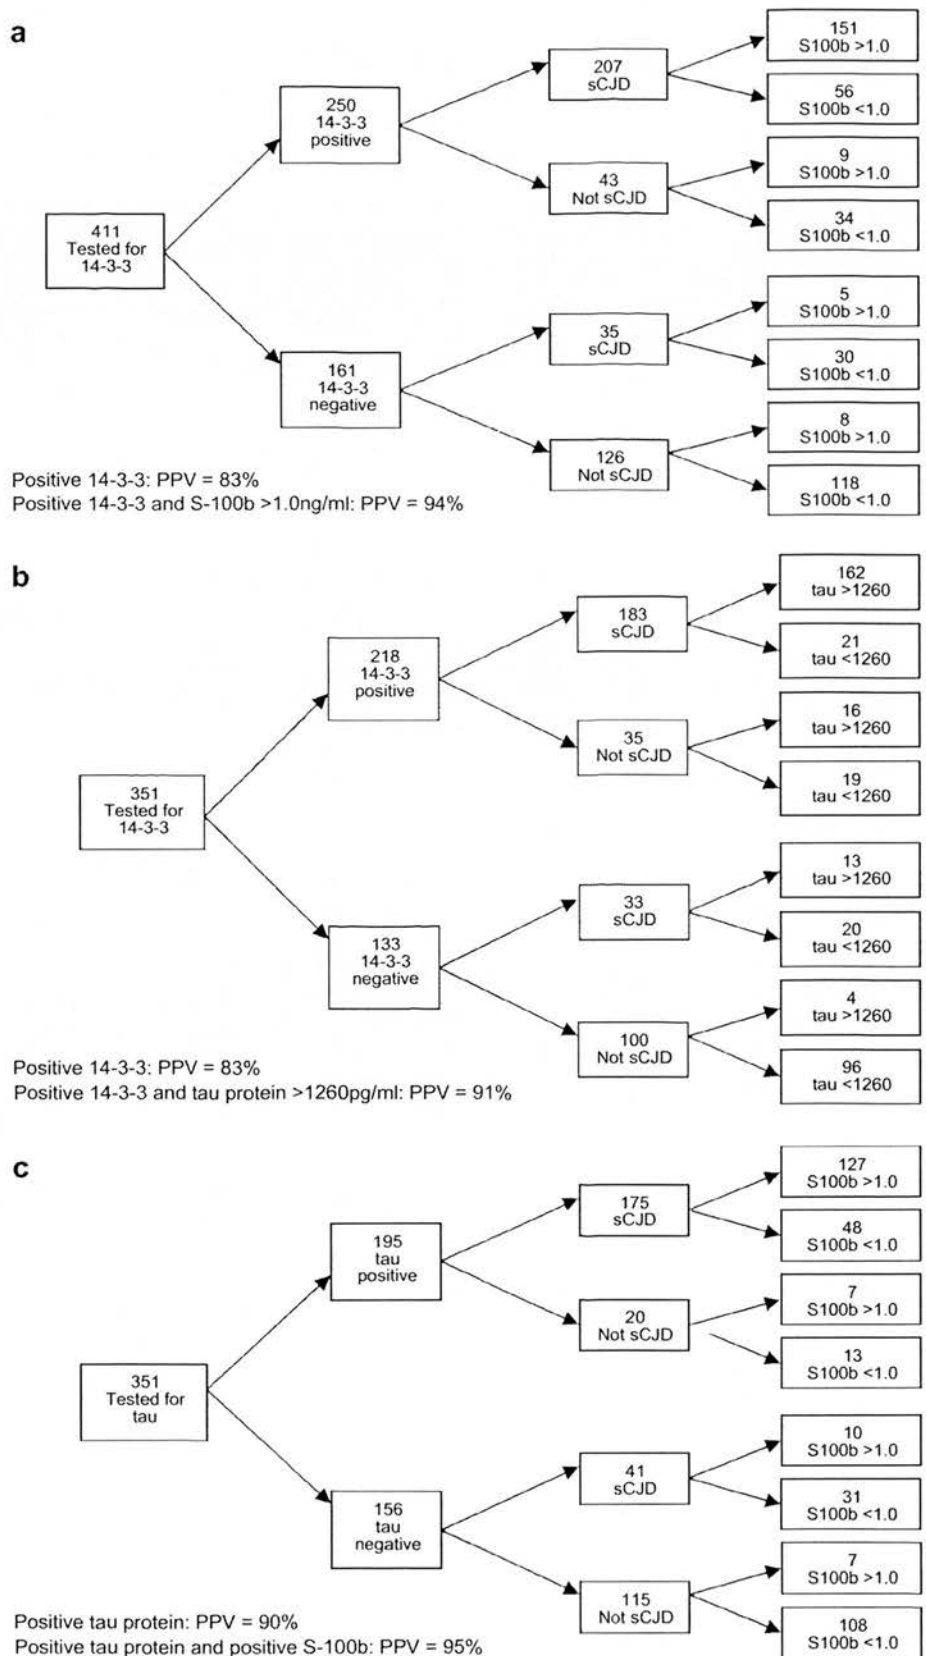 a
151
S100b >1.0
207
sCJD
56
S100b <1.0
250
14-3-3
positive
9
S100b >1.0
43
Not sCJD
34
S100b <1.0
411
Tested for
14-3-3
5
S100b >1.0
35
sCJD
30
S100b <1.0
161
14-3-3
negative
8
S100b >1.0
126
Not sCJD
118
S100b <1.0
Positive 14-3-3: PPV = 83%
Positive 14-3-3 and S-100b >1.0ng/ml: PPV = 94%
b
162
tau >1260
183
sCJD
21
tau <1260
218
14-3-3
positive
16
tau >1260
35
Not sCJD
19
tau <1260
351
Tested for
14-3-3
13
tau >1260
33
sCJD
20
tau <1260
133
14-3-3
negative
4
tau >1260
100
Not sCJD
96
tau <1260
Positive 14-3-3: PPV = 83%
Positive 14-3-3 and tau protein >1260pg/ml: PPV = 91%
c
127
S100b >1.0
175
sCJD
48
S100b <1.0
195
tau
positive
7
S100b >1.0
20
Not sCJD
13
S100b <1.0
351
Tested for
tau
10
S100b >1.0
41
sCJD
31
S100b <1.0
156
tau
negative
7
S100b >1.0
115
Not sCJD
108
S100b <1.0
Positive tau protein: PPV = 90%
Positive tau protein and positive S-100b: PPV = 95%